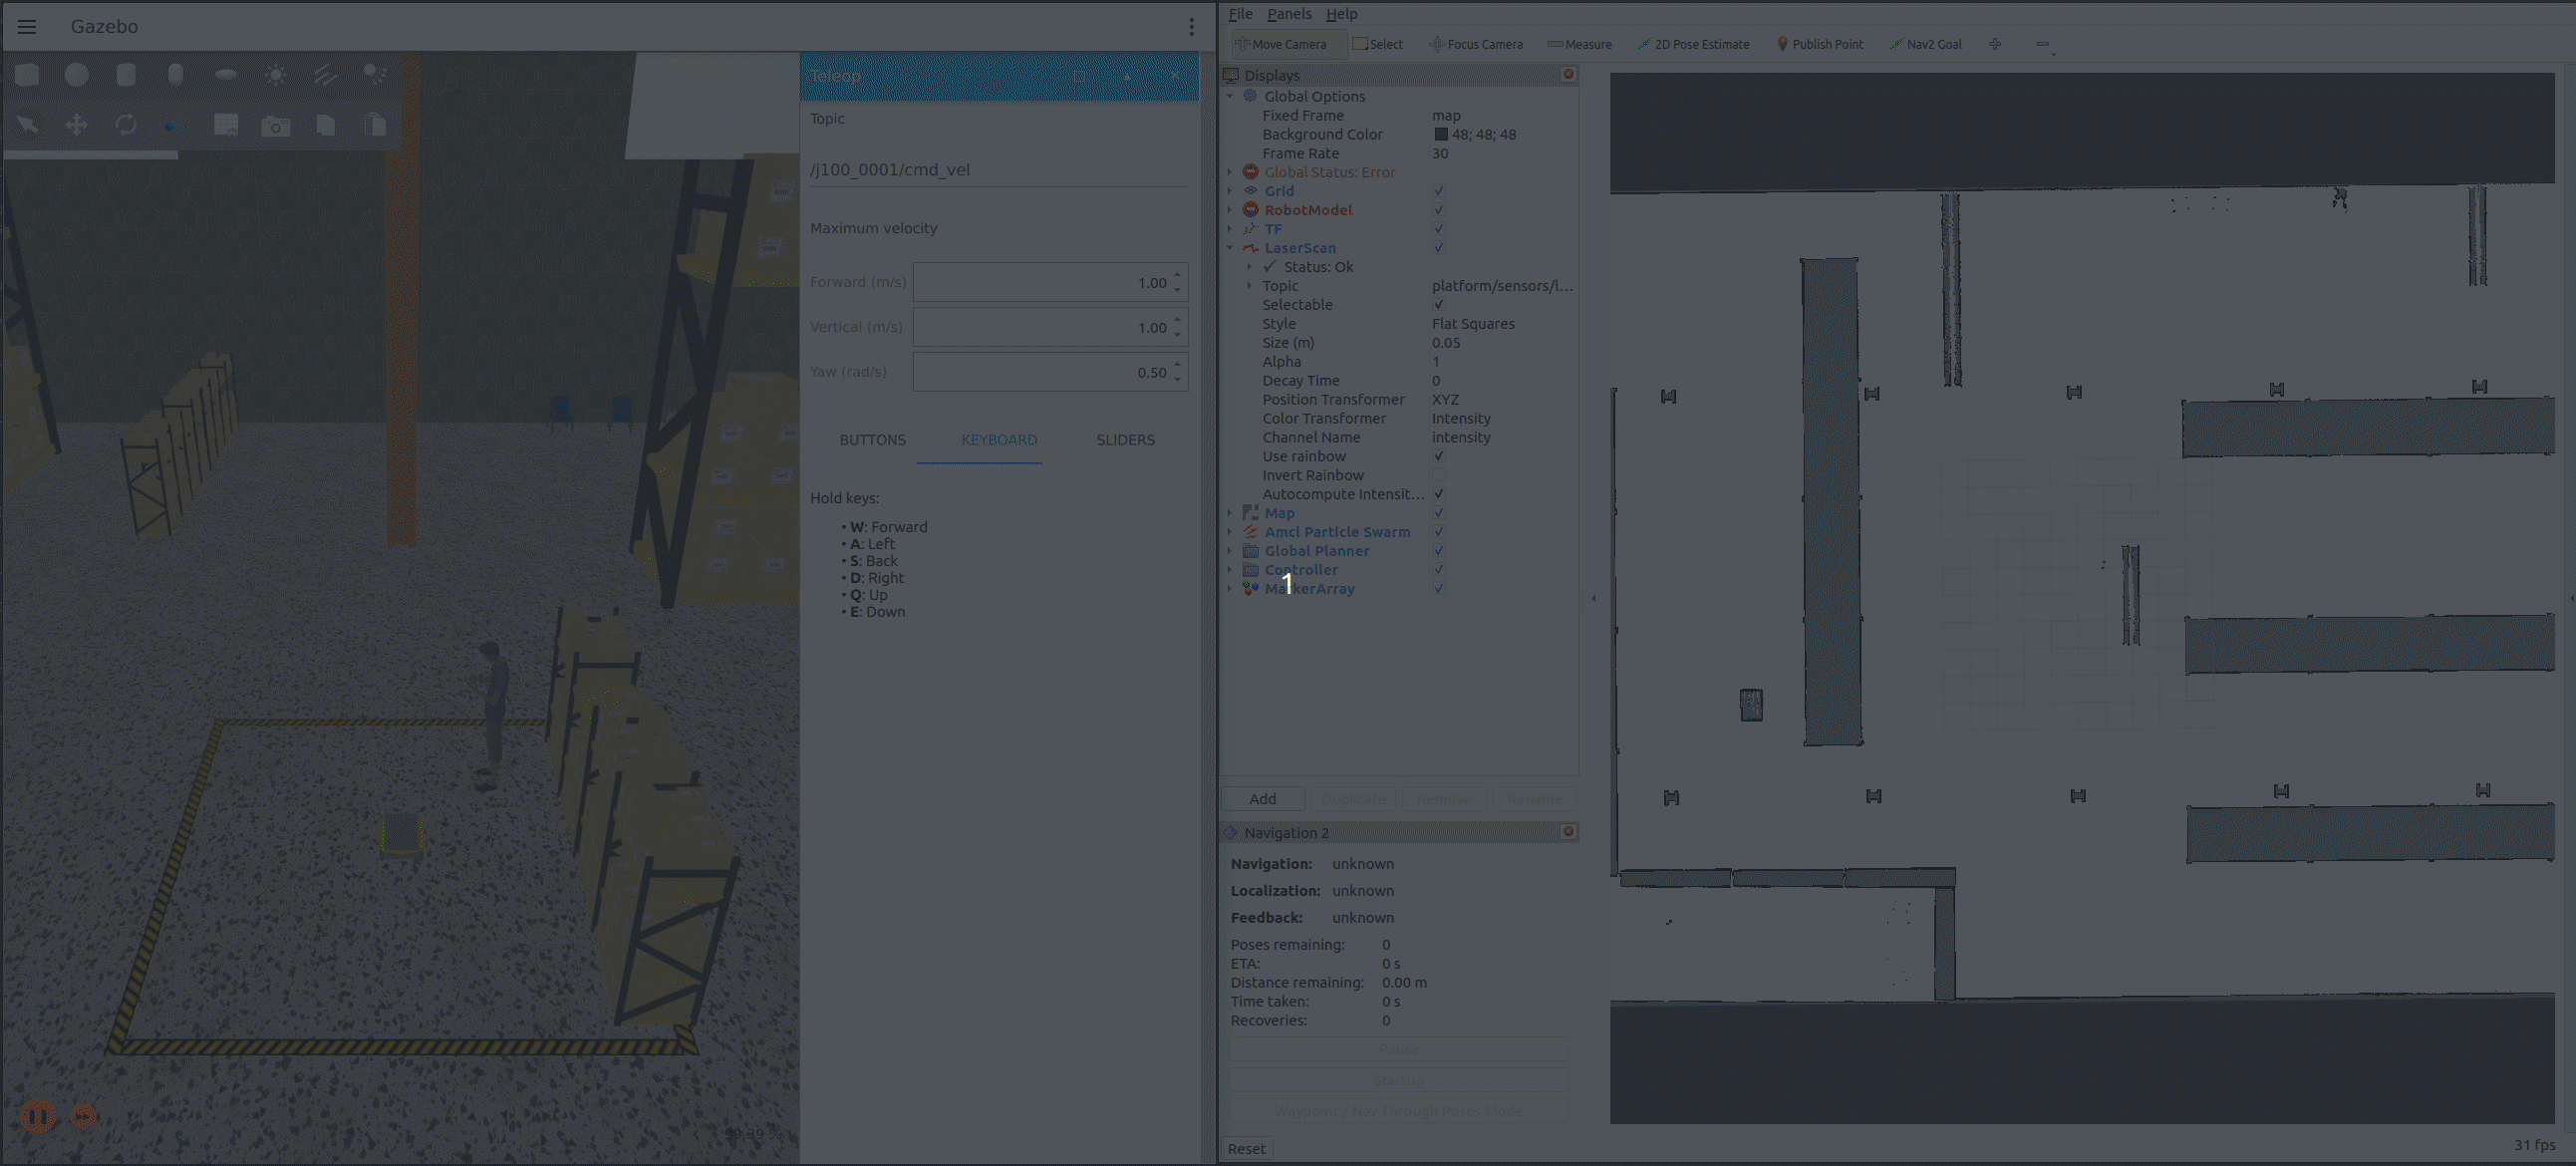 Gazebo
Teleop
Topic
/j100_0001/cmd_vel
Maximum velocity
Forward (m/s) 1.00
Vertical (m/s) 1.00
Yaw (rad/s) 0.50
BUTTONS KEYBOARD SLIDERS
Hold keys:
• W: Forward
• A: Left
• S: Back
• D: Right
• Q: Up
• E: Down
File Panels Help
Move Camera Select Focus Camera Measure 2D Pose Estimate Publish Point Nav2 Goal
Displays
Global Options
Fixed Frame map
Background Color 48; 48; 48
Frame Rate 30
Global Status: Error
Grid
RobotModel
TF
LaserScan
Status: Ok
Topic platform/sensors/l...
Selectable
Style Flat Squares
Size (m) 0.05
Alpha 1
Decay Time 0
Position Transformer XYZ
Color Transformer Intensity
Channel Name intensity
Use rainbow
Invert Rainbow
Autocompute Intensit...
Map
Amcl Particle Swarm
Global Planner
Controller
1
MarkerArray
Add Duplicate Remove Rename
Navigation 2
Navigation: unknown
Localization: unknown
Feedback: unknown
Poses remaining: 0
ETA: 0 s
Distance remaining: 0.00 m
Time taken: 0 s
Recoveries: 0
Pause
Startup
Waypoint / Nav Through Poses Mode
Reset
31 fps